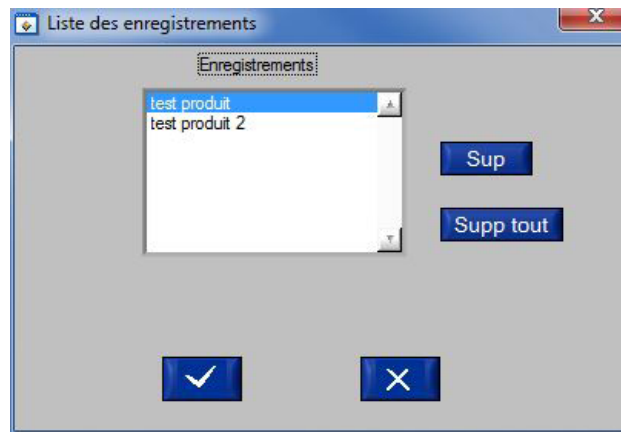 Liste des enregistrements
Enregistrements
test produit
test produit 2
Sup
Supp tout